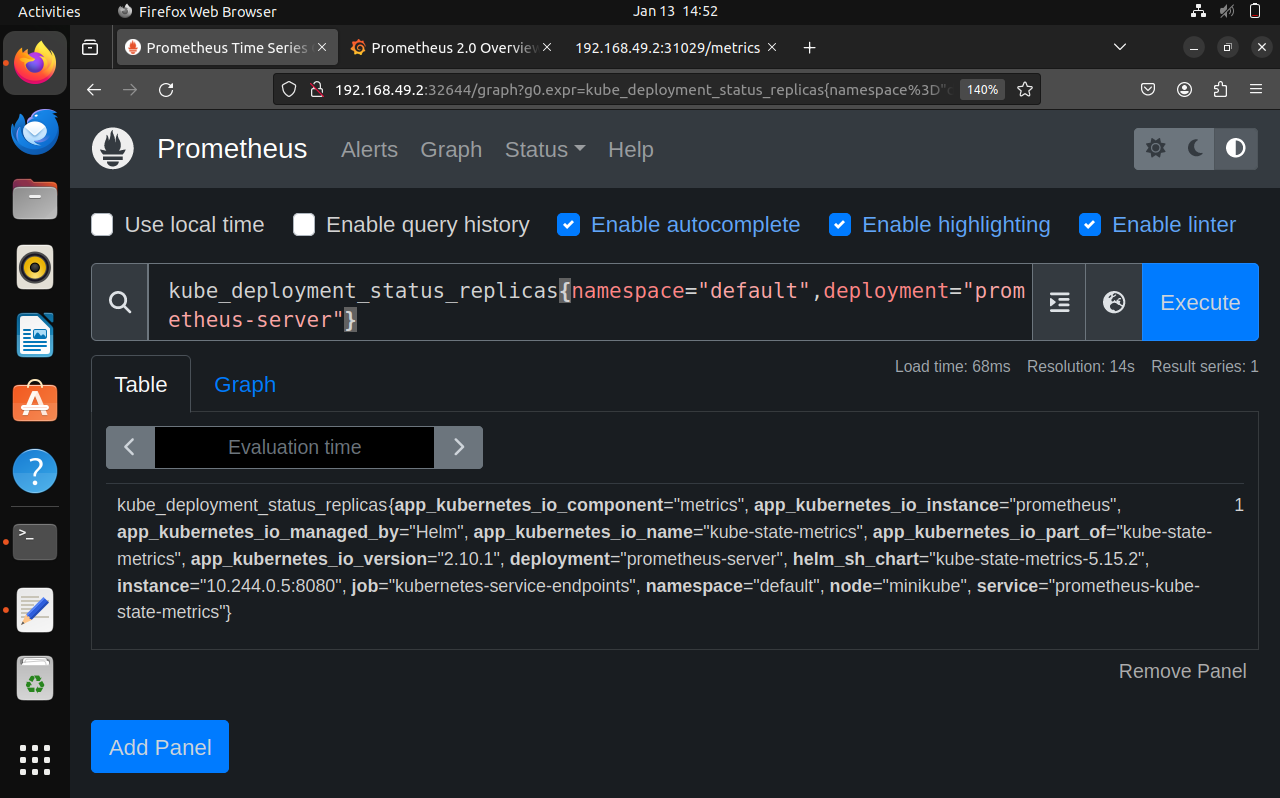 Activities Firefox Web Browser Jan 13 14:52
Prometheus Time Series Prometheus 2.0 Overview 192.168.49.2:31029/metrics
192.168.49.2:32644/graph?g0.expr=kube_deployment_status_replicas{namespace%3D"d 140%
Prometheus Alerts Graph Status Help
Use local time Enable query history Enable autocomplete Enable highlighting Enable linter
kube_deployment_status_replicas{namespace="default",deployment="prom
etheus-server"}
Execute
Load time: 68ms Resolution: 14s Result series: 1
Table Graph
Evaluation time
kube_deployment_status_replicas{app_kubernetes_io_component="metrics", app_kubernetes_io_instance="prometheus", 1
app_kubernetes_io_managed_by="Helm", app_kubernetes_io_name="kube-state-metrics", app_kubernetes_io_part_of="kube-state-
metrics", app_kubernetes_io_version="2.10.1", deployment="prometheus-server", helm_sh_chart="kube-state-metrics-5.15.2",
instance="10.244.0.5:8080", job="kubernetes-service-endpoints", namespace="default", node="minikube", service="prometheus-kube-
state-metrics"}
Remove Panel
Add Panel